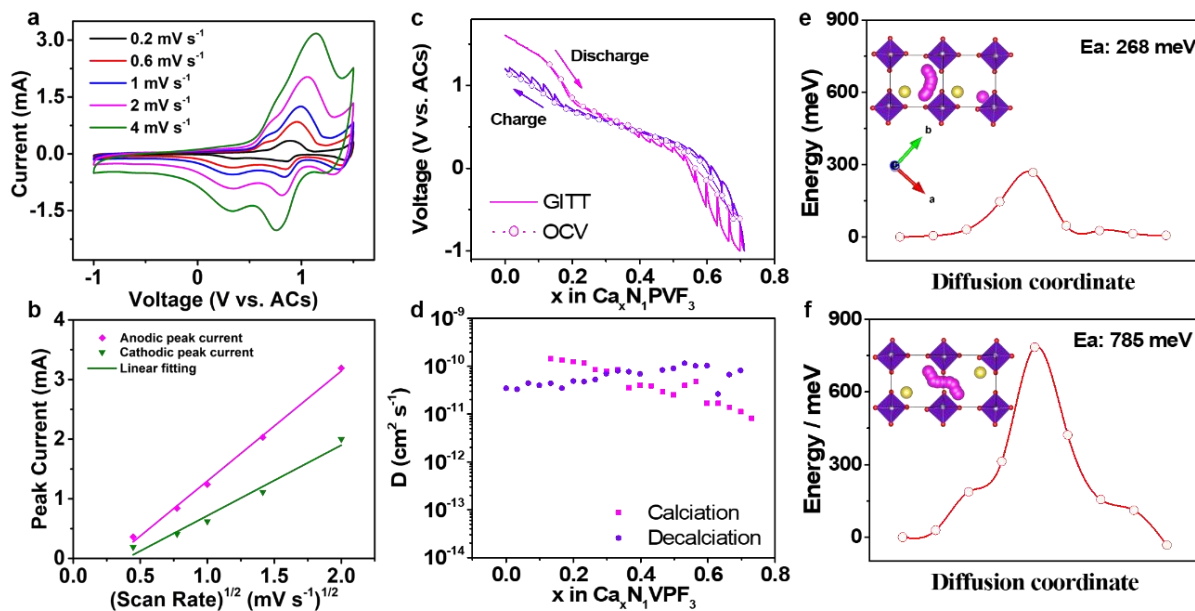 a
0.2 mV s⁻¹
0.6 mV s⁻¹
1 mV s⁻¹
2 mV s⁻¹
4 mV s⁻¹
3.0
1.5
0.0
-1.5
Current (mA)
-1
0
1
Voltage (V vs. ACs)
b
Anodic peak current
Cathodic peak current
Linear fitting
4
3
2
1
0
Peak Current (mA)
0.0
0.5
1.0
1.5
2.0
(Scan Rate)¹ᐟ² (mV s⁻¹)¹ᐟ²
c
Discharge
Charge
GITT
OCV
2
1
0
-1
Voltage (V vs. ACs)
0.0
0.2
0.4
0.6
0.8
x in CaₓN₁PVF₃
d
10⁻⁹
10⁻¹⁰
10⁻¹¹
10⁻¹²
10⁻¹³
10⁻¹⁴
D (cm² s⁻¹)
Calciation
Decalciation
0.0
0.2
0.4
0.6
0.8
x in CaₓN₁VPF₃
e
Ea: 268 meV
b
a
900
600
300
0
Energy (meV)
Diffusion coordinate
f
Ea: 785 meV
900
600
300
0
Energy / meV
Diffusion coordinate